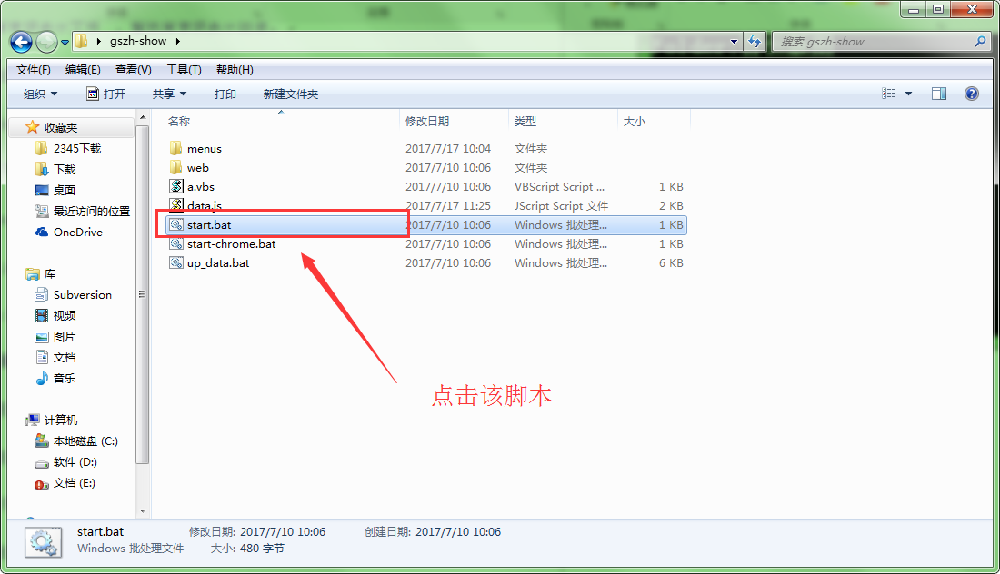 gszh-show
搜索 gszh-show
文件(F) 编辑(E) 查看(V) 工具(T) 帮助(H)
组织 打开 共享 打印 新建文件夹
名称 修改日期 类型 大小
收藏夹
2345下载
下载
桌面
最近访问的位置
OneDrive
库
Subversion
视频
图片
文档
音乐
计算机
本地磁盘 (C:)
软件 (D:)
文档 (E:)
menus 2017/7/17 10:04 文件夹
web 2017/7/10 10:06 文件夹
a.vbs 2017/7/10 10:06 VBScript Script ... 1 KB
data.js 2017/7/17 11:25 JScript Script 文件 2 KB
start.bat 2017/7/10 10:06 Windows 批处理... 1 KB
start-chrome.bat 2017/7/10 10:06 Windows 批处理... 1 KB
up_data.bat 2017/7/10 10:06 Windows 批处理... 6 KB
点击该脚本
start.bat 修改日期: 2017/7/10 10:06 创建日期: 2017/7/10 10:06
Windows 批处理文件 大小: 480 字节